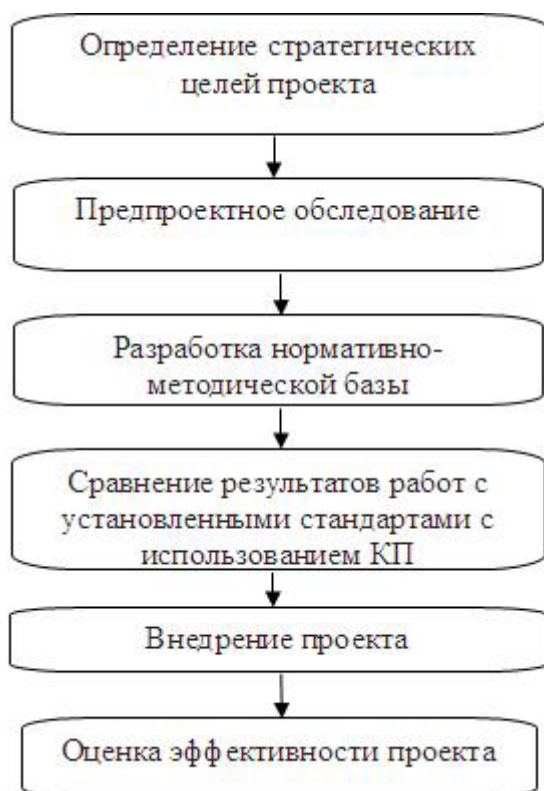 Определение стратегических
целей проекта
Предпроектное обследование
Разработка нормативно-
методической базы
Сравнение результатов работ с
установленными стандартами с
использованием КП
Внедрение проекта
Оценка эффективности проекта